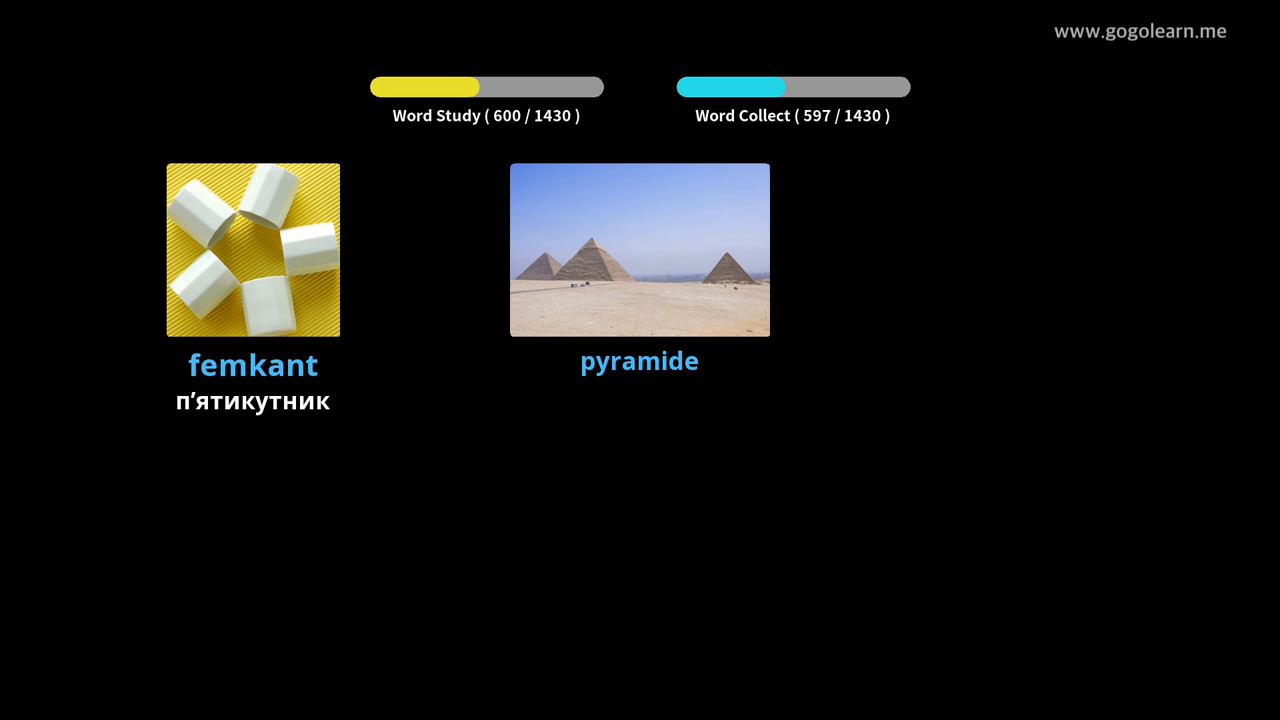 www.gogolearn.me
Word Study ( 600 / 1430 )
Word Collect ( 597 / 1430 )
femkant
п’ятикутник
pyramide